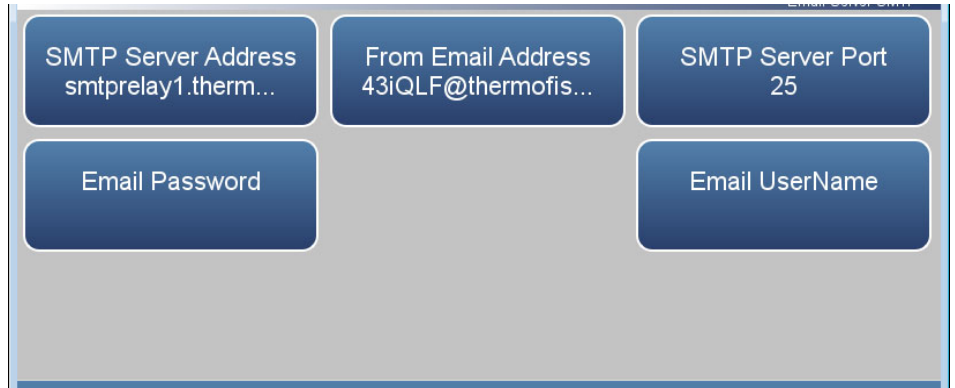 SMTP Server Address
smtprelay1.therm...
From Email Address
43iQLF@thermofis...
SMTP Server Port
25
Email Password
Email UserName